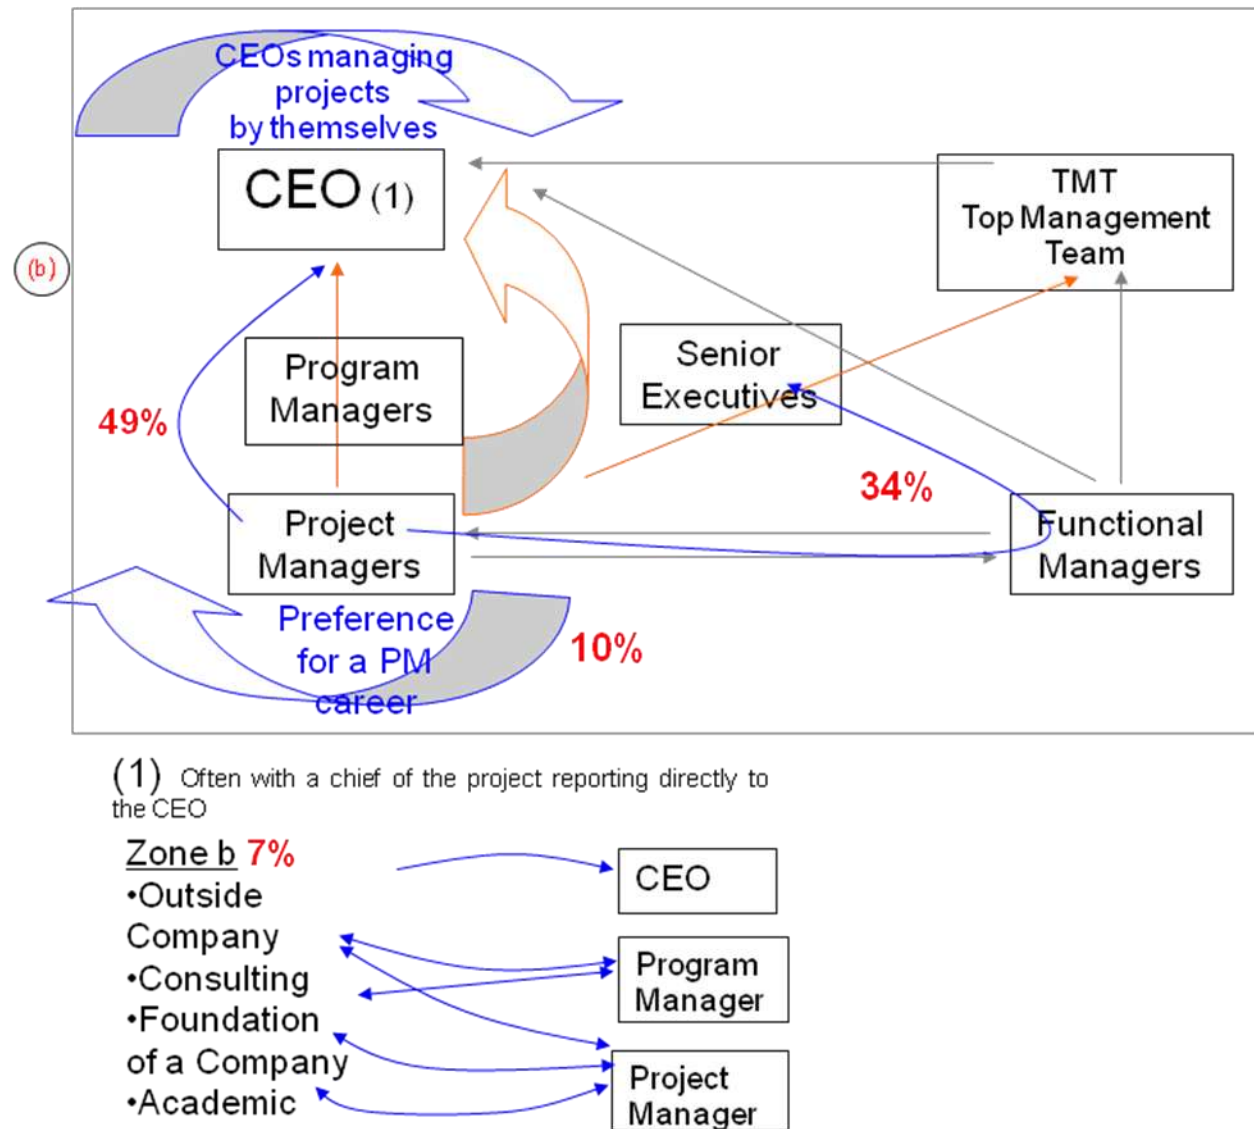 CEOs managing
projects
by themselves
CEO (1)
TMT
Top Management
Team
(b)
Program
Managers
Senior
Executives
49%
34%
Project
Managers
Functional
Managers
Preference
for a PM
career
10%
(1) Often with a chief of the project reporting directly to
the CEO
Zone b 7%
•Outside
Company
•Consulting
•Foundation
of a Company
•Academic
CEO
Program
Manager
Project
Manager